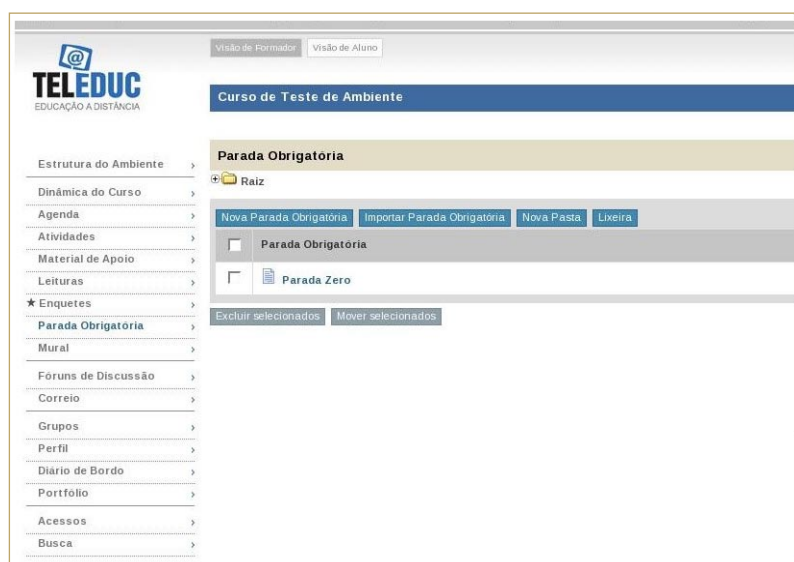 Visão de Formador
Visão de Aluno
@
TELEDUC
EDUCAÇÃO A DISTÂNCIA
Curso de Teste de Ambiente
Estrutura do Ambiente
Dinâmica do Curso
Agenda
Atividades
Material de Apoio
Leituras
Enquetes
Parada Obrigatória
Mural
Fóruns de Discussão
Correio
Grupos
Perfil
Diário de Bordo
Portfólio
Acessos
Busca
Parada Obrigatória
Raiz
Nova Parada Obrigatória Importar Parada Obrigatória Nova Pasta Lixeira
Parada Obrigatória
Parada Zero
Excluir selecionados Mover selecionados